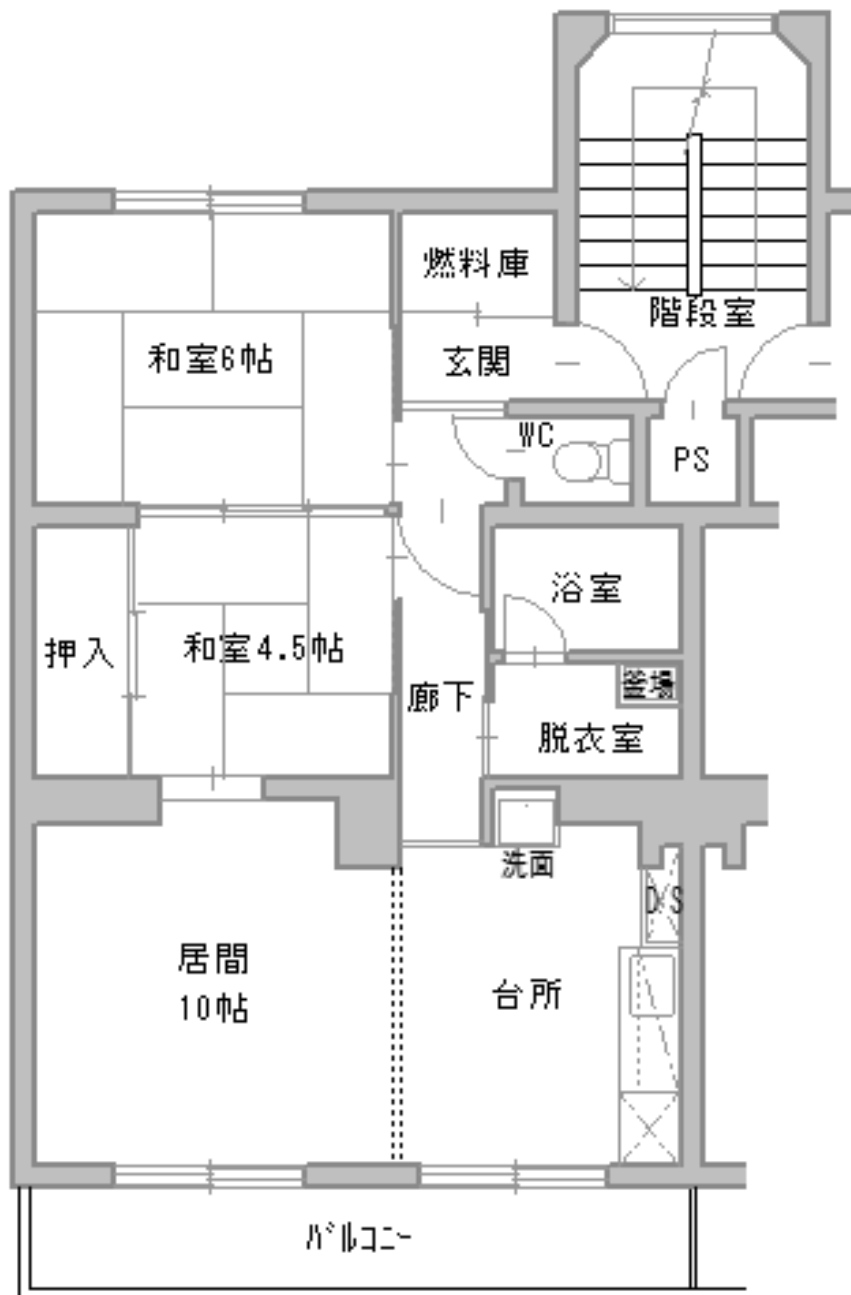 燃料庫
階段室
和室6帖
玄関
WC
PS
浴室
押入
和室4.5帖
廊下
脱衣室
洗面
D/S
居間
10帖
台所
バルコニー